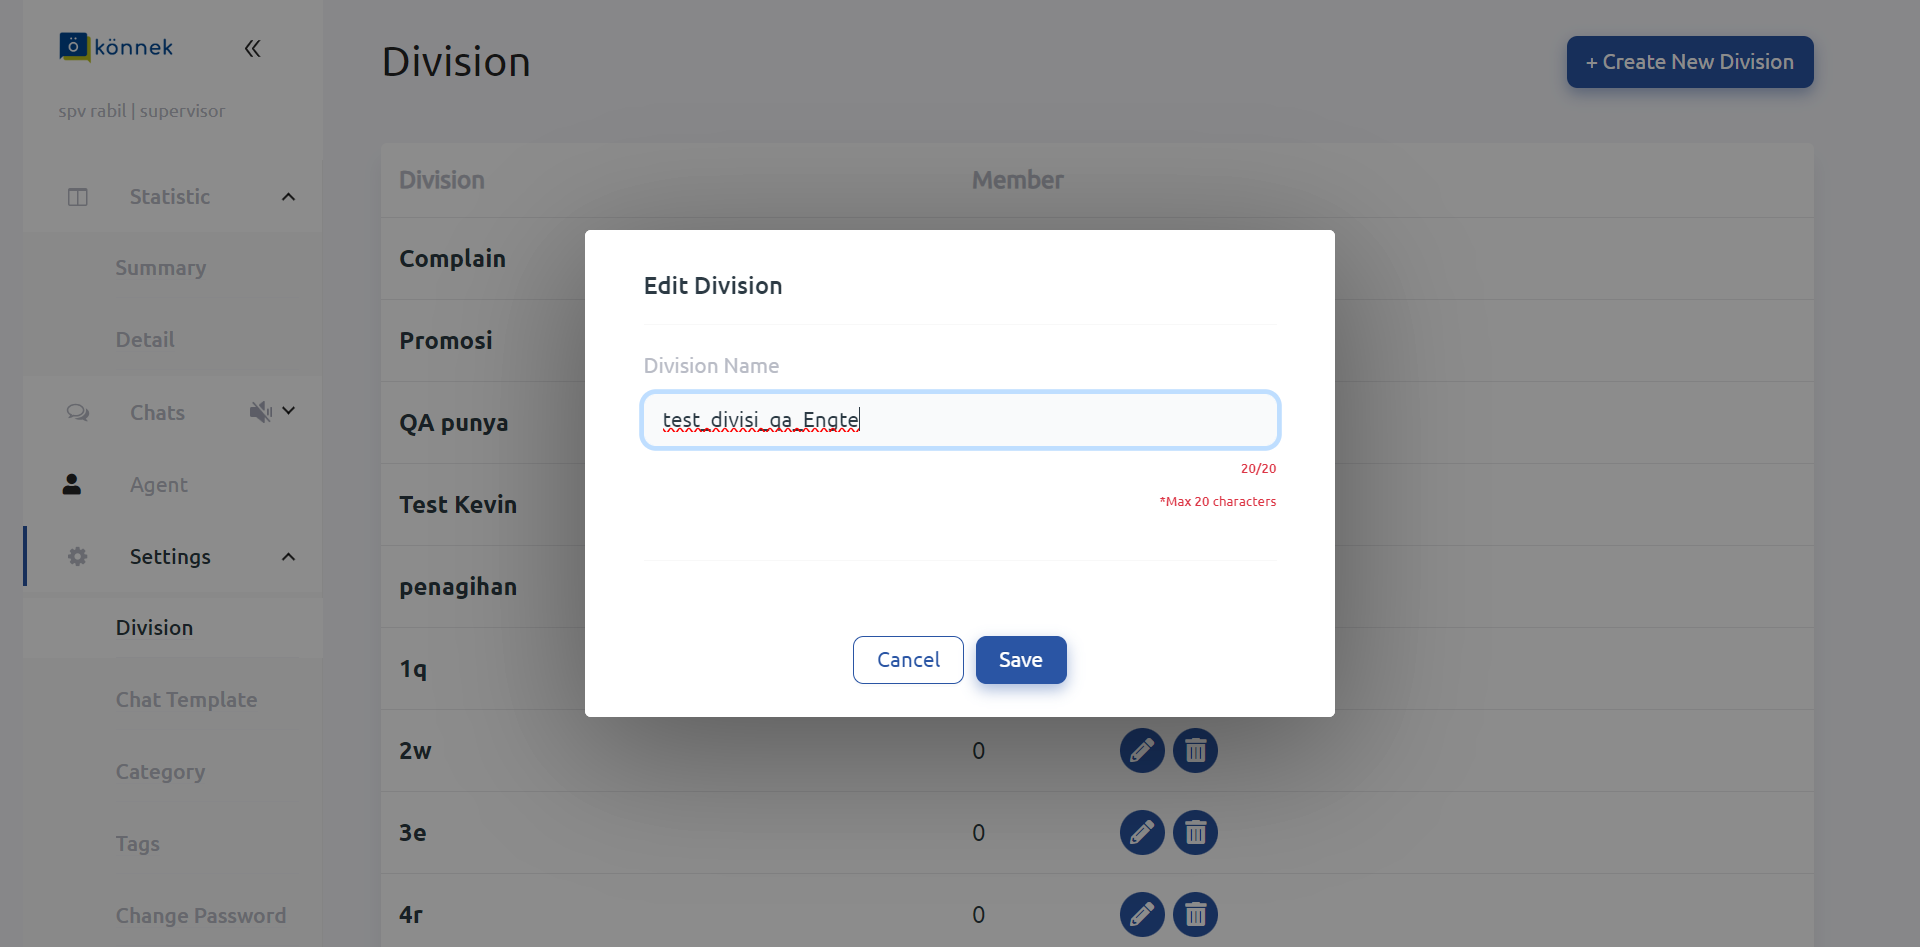 könnek
spv rabil | supervisor
Statistic
Summary
Detail
Chats
Agent
Settings
Division
Chat Template
Category
Tags
Change Password
Division
+ Create New Division
Division Member
Complain
Promosi
QA punya
Test Kevin
penagihan
1q
2w 0
3e 0
4r 0
Edit Division
Division Name
test_divisi_qa_Engte
20/20
*Max 20 characters
Cancel Save